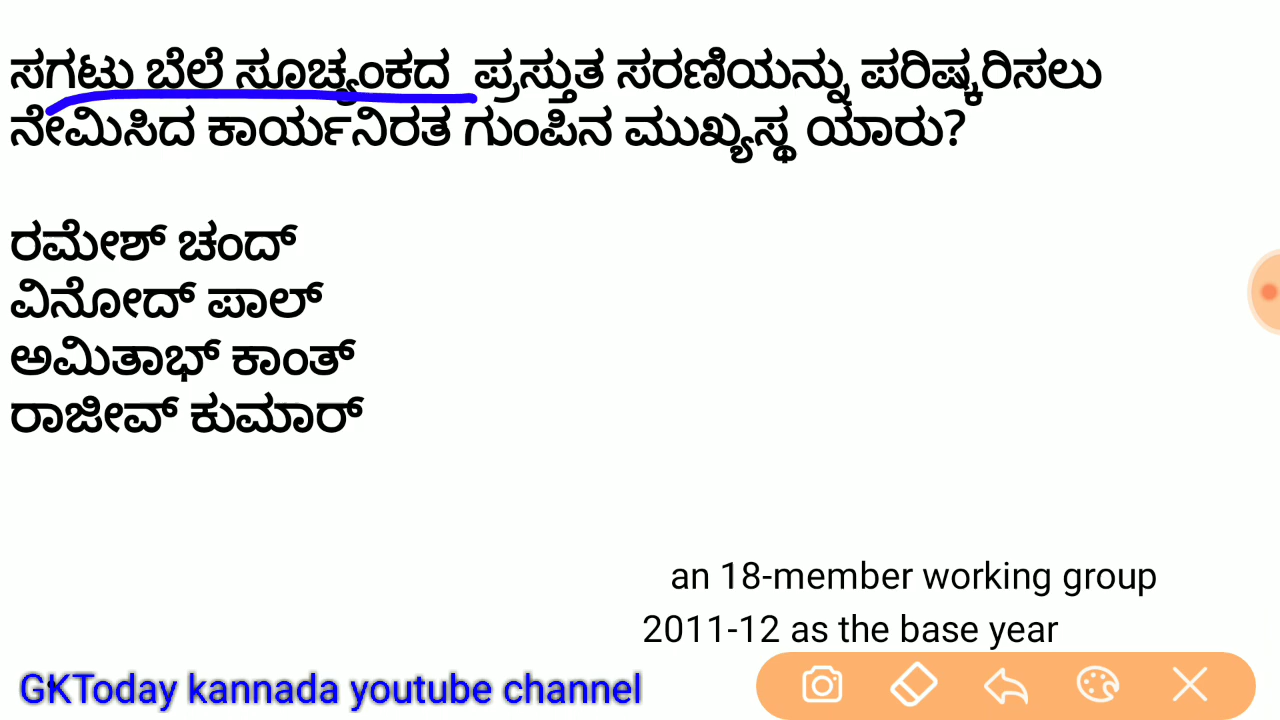 ಸಗಟು ಬೆಲೆ ಸೂಚ್ಯಂಕದ ಪ್ರಸ್ತುತ ಸರಣಿಯನ್ನು ಪರಿಷ್ಕರಿಸಲು
ನೇಮಿಸಿದ ಕಾರ್ಯನಿರತ ಗುಂಪಿನ ಮುಖ್ಯಸ್ಥ ಯಾರು?
ರಮೇಶ್ ಚಂದ್
ವಿನೋದ್ ಪಾಲ್
ಅಮಿತಾಭ್ ಕಾಂತ್
ರಾಜೀವ್ ಕುಮಾರ್
an 18-member working group
2011-12 as the base year
GKToday kannada youtube channel